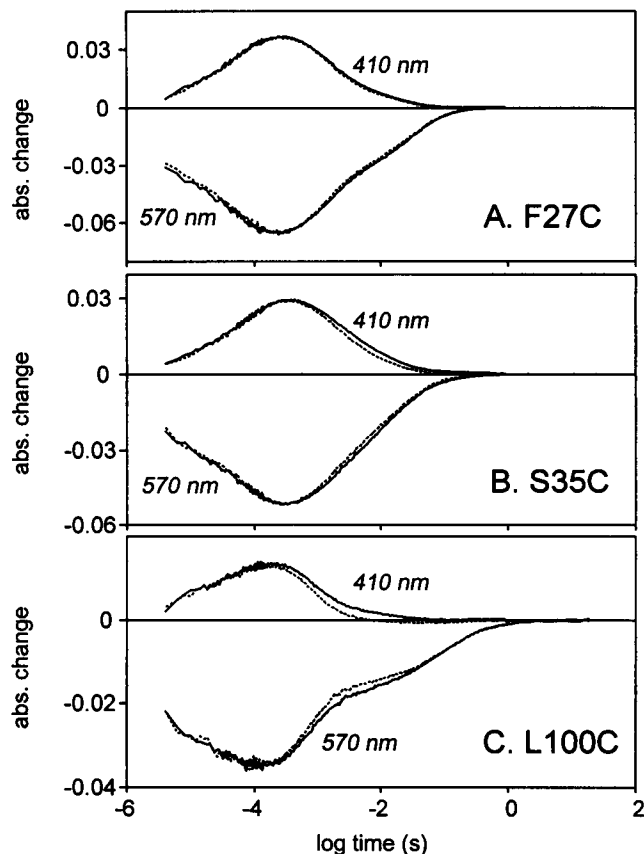 0.03
0
-0.03
-0.06
abs. change
410 nm
570 nm
A. F27C
0.03
0
-0.03
-0.06
abs. change
410 nm
570 nm
B. S35C
0
-0.02
-0.04
abs. change
410 nm
570 nm
C. L100C
-6 -4 -2 0 2
log time (s)